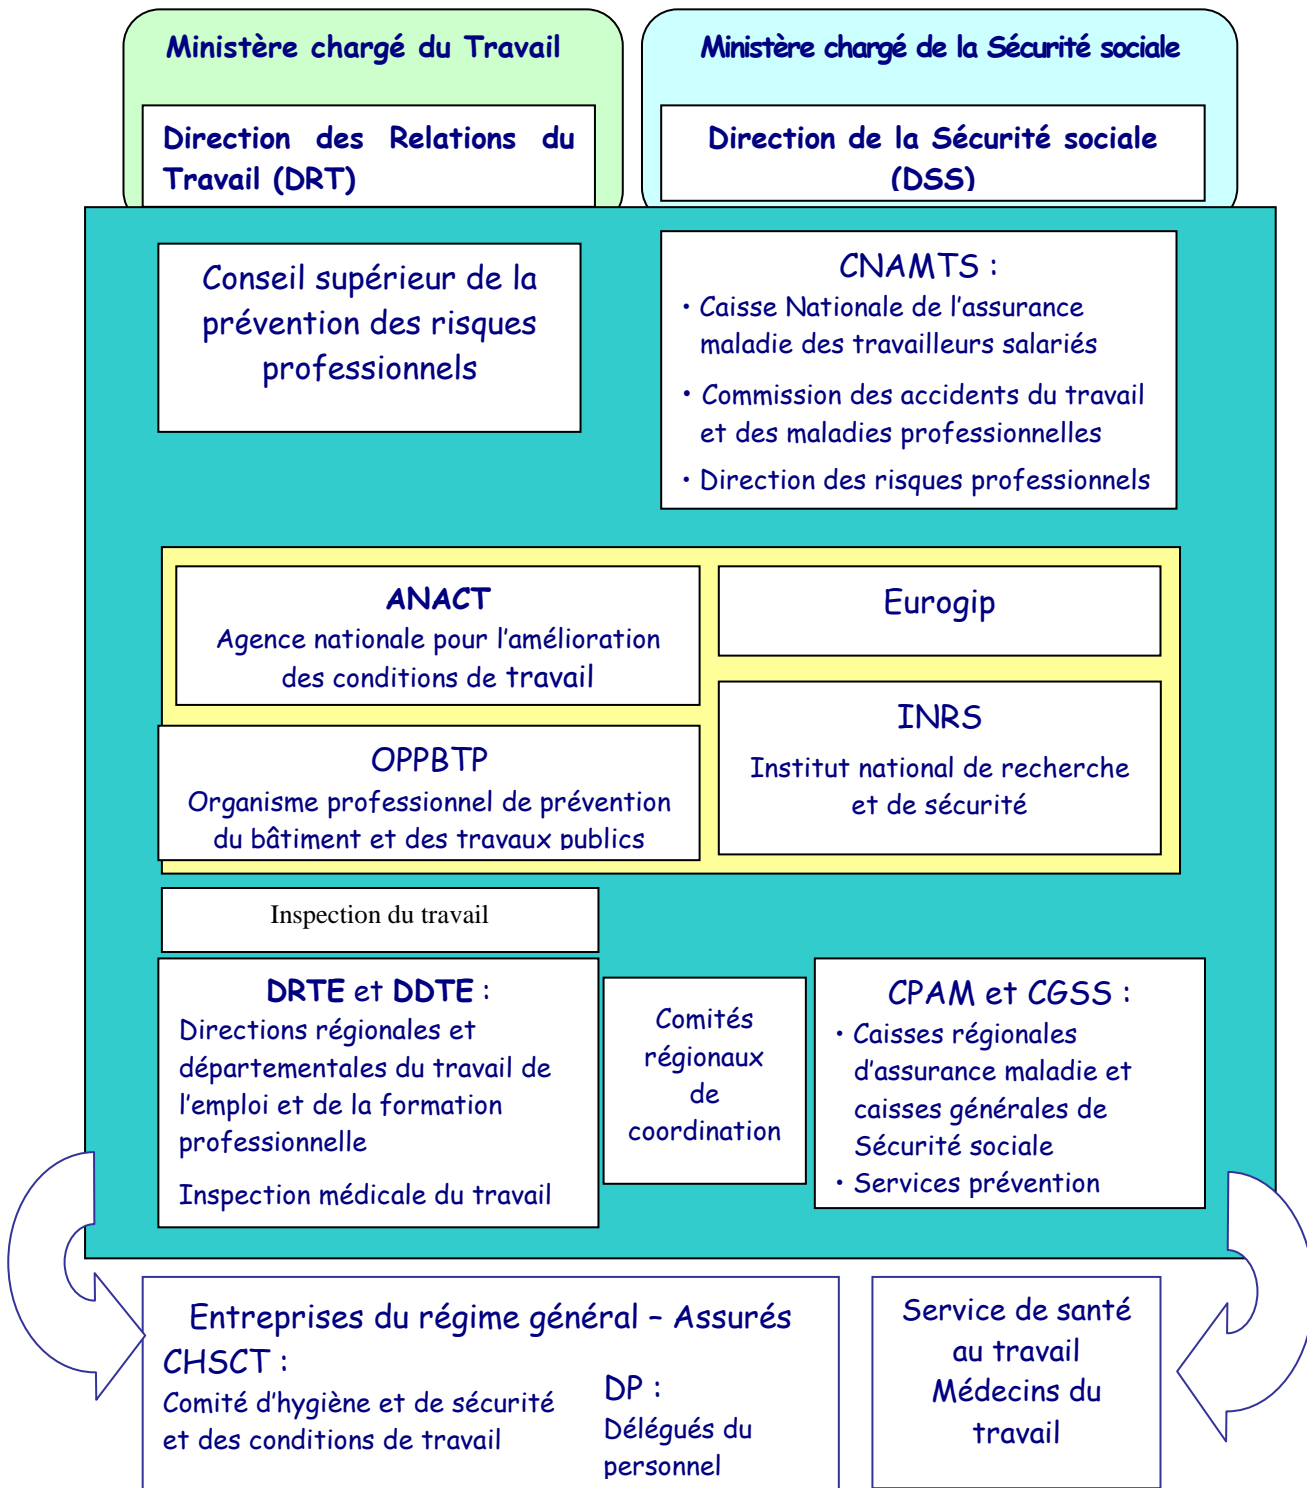 Ministère chargé du Travail
Direction des Relations du
Travail (DRT)
Ministère chargé de la Sécurité sociale
Direction de la Sécurité sociale
(DSS)
Conseil supérieur de la
prévention des risques
professionnels
CNAMTS :
• Caisse Nationale de l'assurance
maladie des travailleurs salariés
• Commission des accidents du travail
et des maladies professionnelles
• Direction des risques professionnels
ANACT
Agence nationale pour l'amélioration
des conditions de travail
Eurogip
OPPBTP
Organisme professionnel de prévention
du bâtiment et des travaux publics
INRS
Institut national de recherche
et de sécurité
Inspection du travail
DRTE et DDTE :
Directions régionales et
départementales du travail de
l'emploi et de la formation
professionnelle
Inspection médicale du travail
Comités
régionaux
de
coordination
CPAM et CGSS :
• Caisses régionales
d'assurance maladie et
caisses générales de
Sécurité sociale
• Services prévention
Entreprises du régime général – Assurés
CHSCT :
Comité d'hygiène et de sécurité
et des conditions de travail
DP :
Délégués du
personnel
Service de santé
au travail
Médecins du
travail